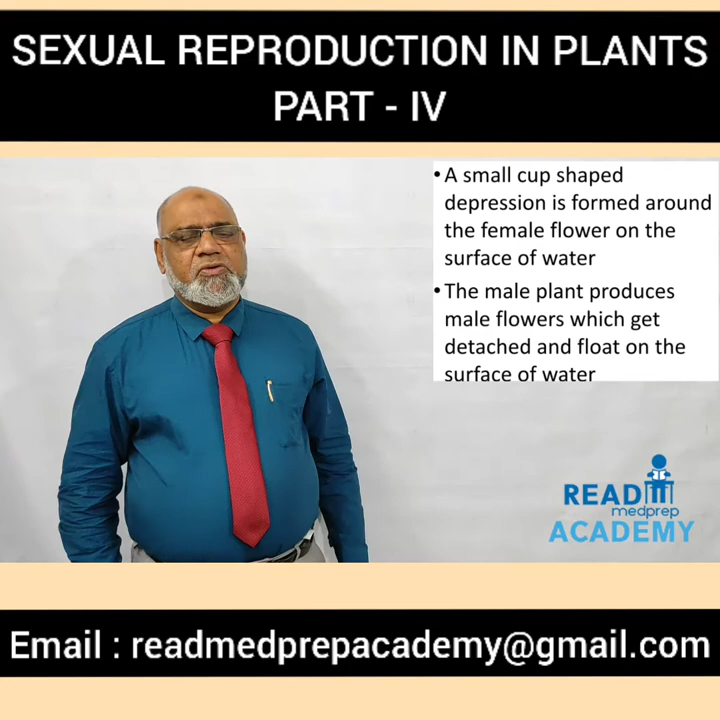 SEXUAL REPRODUCTION IN PLANTS
PART - IV
• A small cup shaped
depression is formed around
the female flower on the
surface of water
• The male plant produces
male flowers which get
detached and float on the
surface of water
READ
medprep
ACADEMY
Email : readmedprepacademy@gmail.com